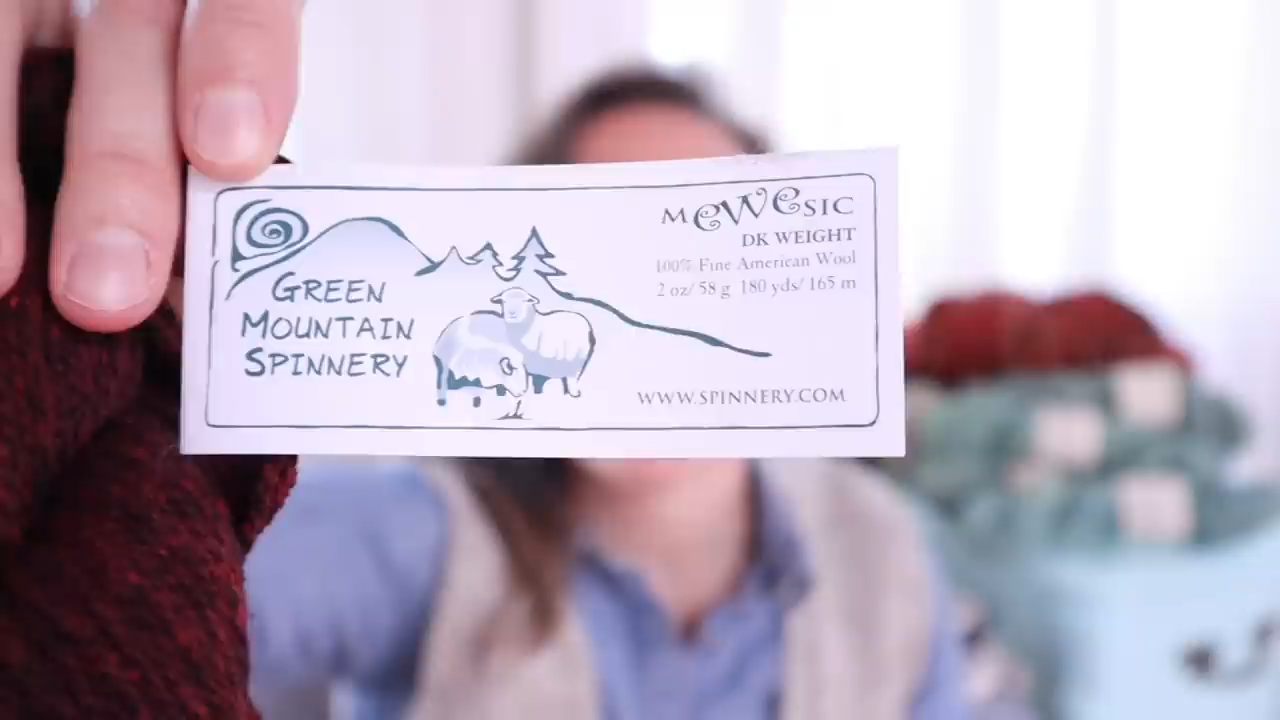 GREEN
MOUNTAIN
SPINNERY
MEWESIC
DK WEIGHT
100% Fine American Wool
2 oz/ 58 g 180 yds/ 165 m
WWW.SPINNERY.COM